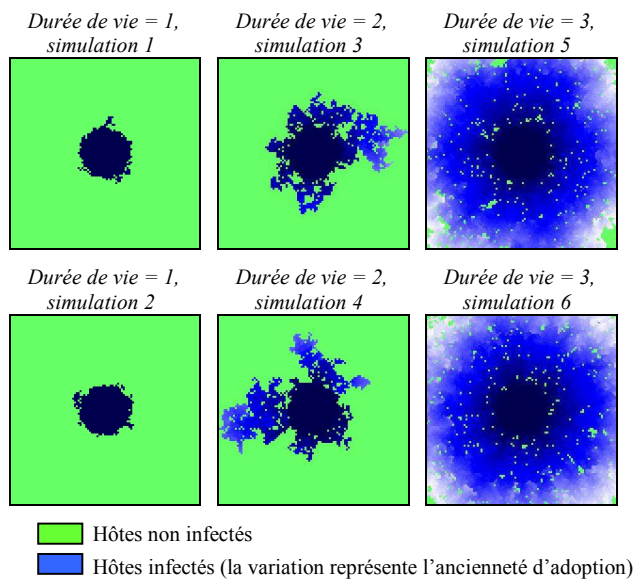 Durée de vie = 1,
simulation 1
Durée de vie = 2,
simulation 3
Durée de vie = 3,
simulation 5
Durée de vie = 1,
simulation 2
Durée de vie = 2,
simulation 4
Durée de vie = 3,
simulation 6
Hôtes non infectés
Hôtes infectés (la variation représente l’ancienneté d’adoption)